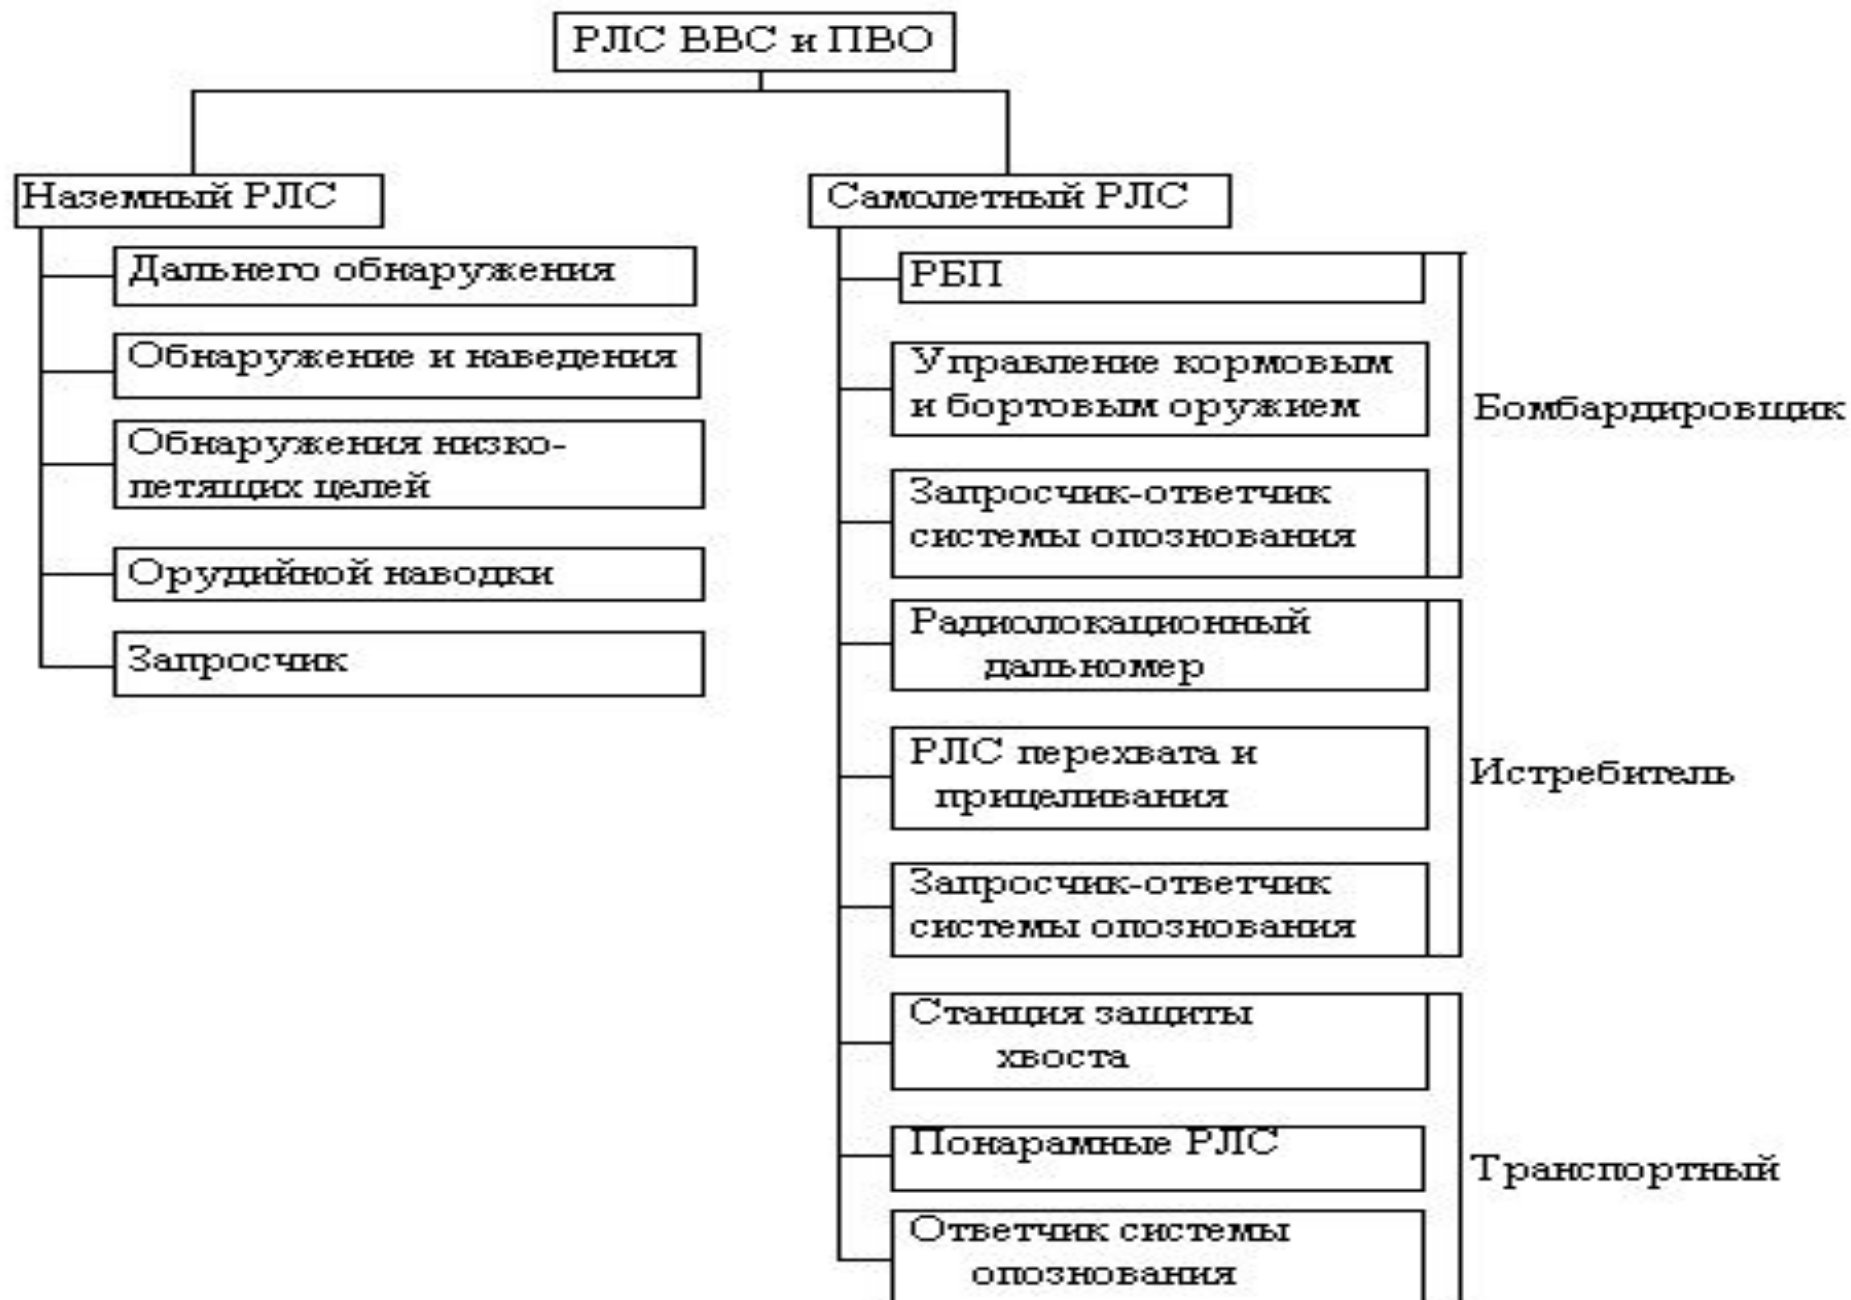 РЛС ВВС и ПВО
Наземный РЛС
Дальнего обнаружения
Обнаружение и наведения
Обнаружения низко-
летящих целей
Орудийной наводки
Запросчик
Самолетный РЛС
РБП
Управление кормовым
и бортовым оружием
Запросчик-ответчик
системы опознования
Бомбардировщик
Радиолокационный
дальномер
РЛС перехвата и
прицеливания
Запросчик-ответчик
системы опознования
Истребитель
Станция защиты
хвоста
Понарамные РЛС
Ответчик системы
опознования
Транспортный